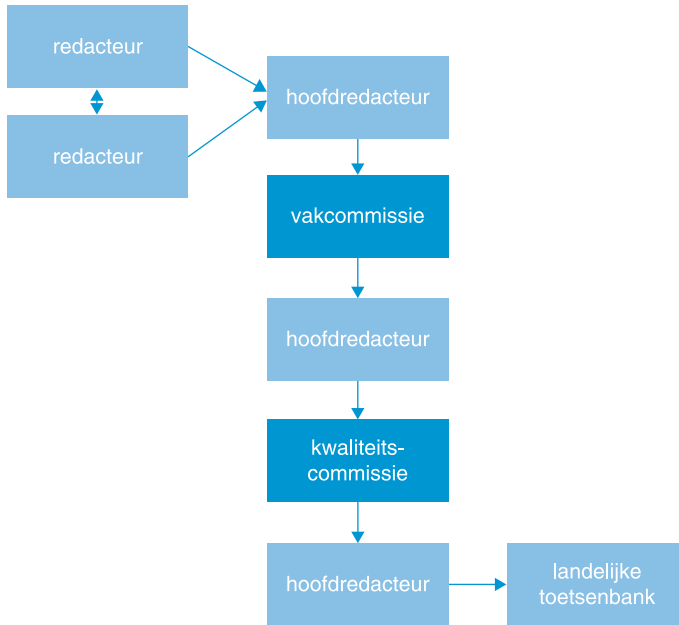 redacteur
redacteur
hoofdredacteur
vakcommissie
hoofdredacteur
kwaliteits-
commissie
hoofdredacteur
landelijke
toetsenbank